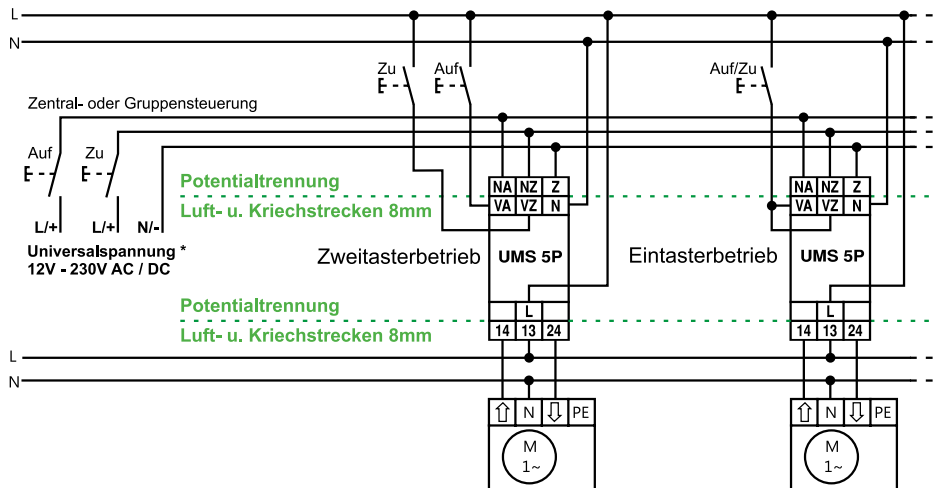 L
N
Zu
Auf
Auf/Zu
Zentral- oder Gruppensteuerung
Auf
Zu
L/+
L/+
N/-
Universalspannung *
12V - 230V AC / DC
Potentialtrennung
Luft- u. Kriechstrecken 8mm
NA NZ Z
VA VZ N
NA NZ Z
VA VZ N
Zweitasterbetrieb
UMS 5P
Eintasterbetrieb
UMS 5P
Potentialtrennung
Luft- u. Kriechstrecken 8mm
L
14 13 24
L
14 13 24
L
N
N PE
N PE
M
1~
M
1~